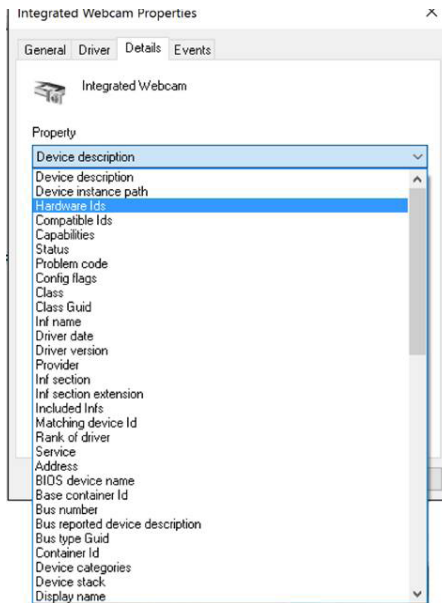 Integrated Webcam Properties
General Driver Details Events
Integrated Webcam
Property
Device description
Device description
Device instance path
Hardware Ids
Compatible Ids
Capabilities
Status
Problem code
Config flags
Class
Class Guid
Inf name
Driver date
Driver version
Provider
Inf section
Inf section extension
Included Infs
Matching device Id
Rank of driver
Service
Address
BIOS device name
Base container Id
Bus number
Bus reported device description
Bus type Guid
Container Id
Device categories
Device stack
Display name